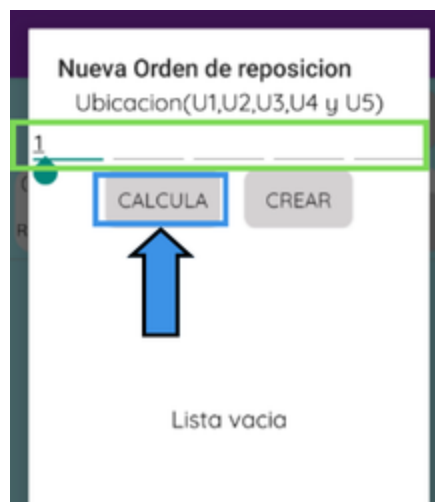 Nueva Orden de reposicion
Ubicacion(U1,U2,U3,U4 y U5)
1
CALCULA CREAR
R
Lista vacia